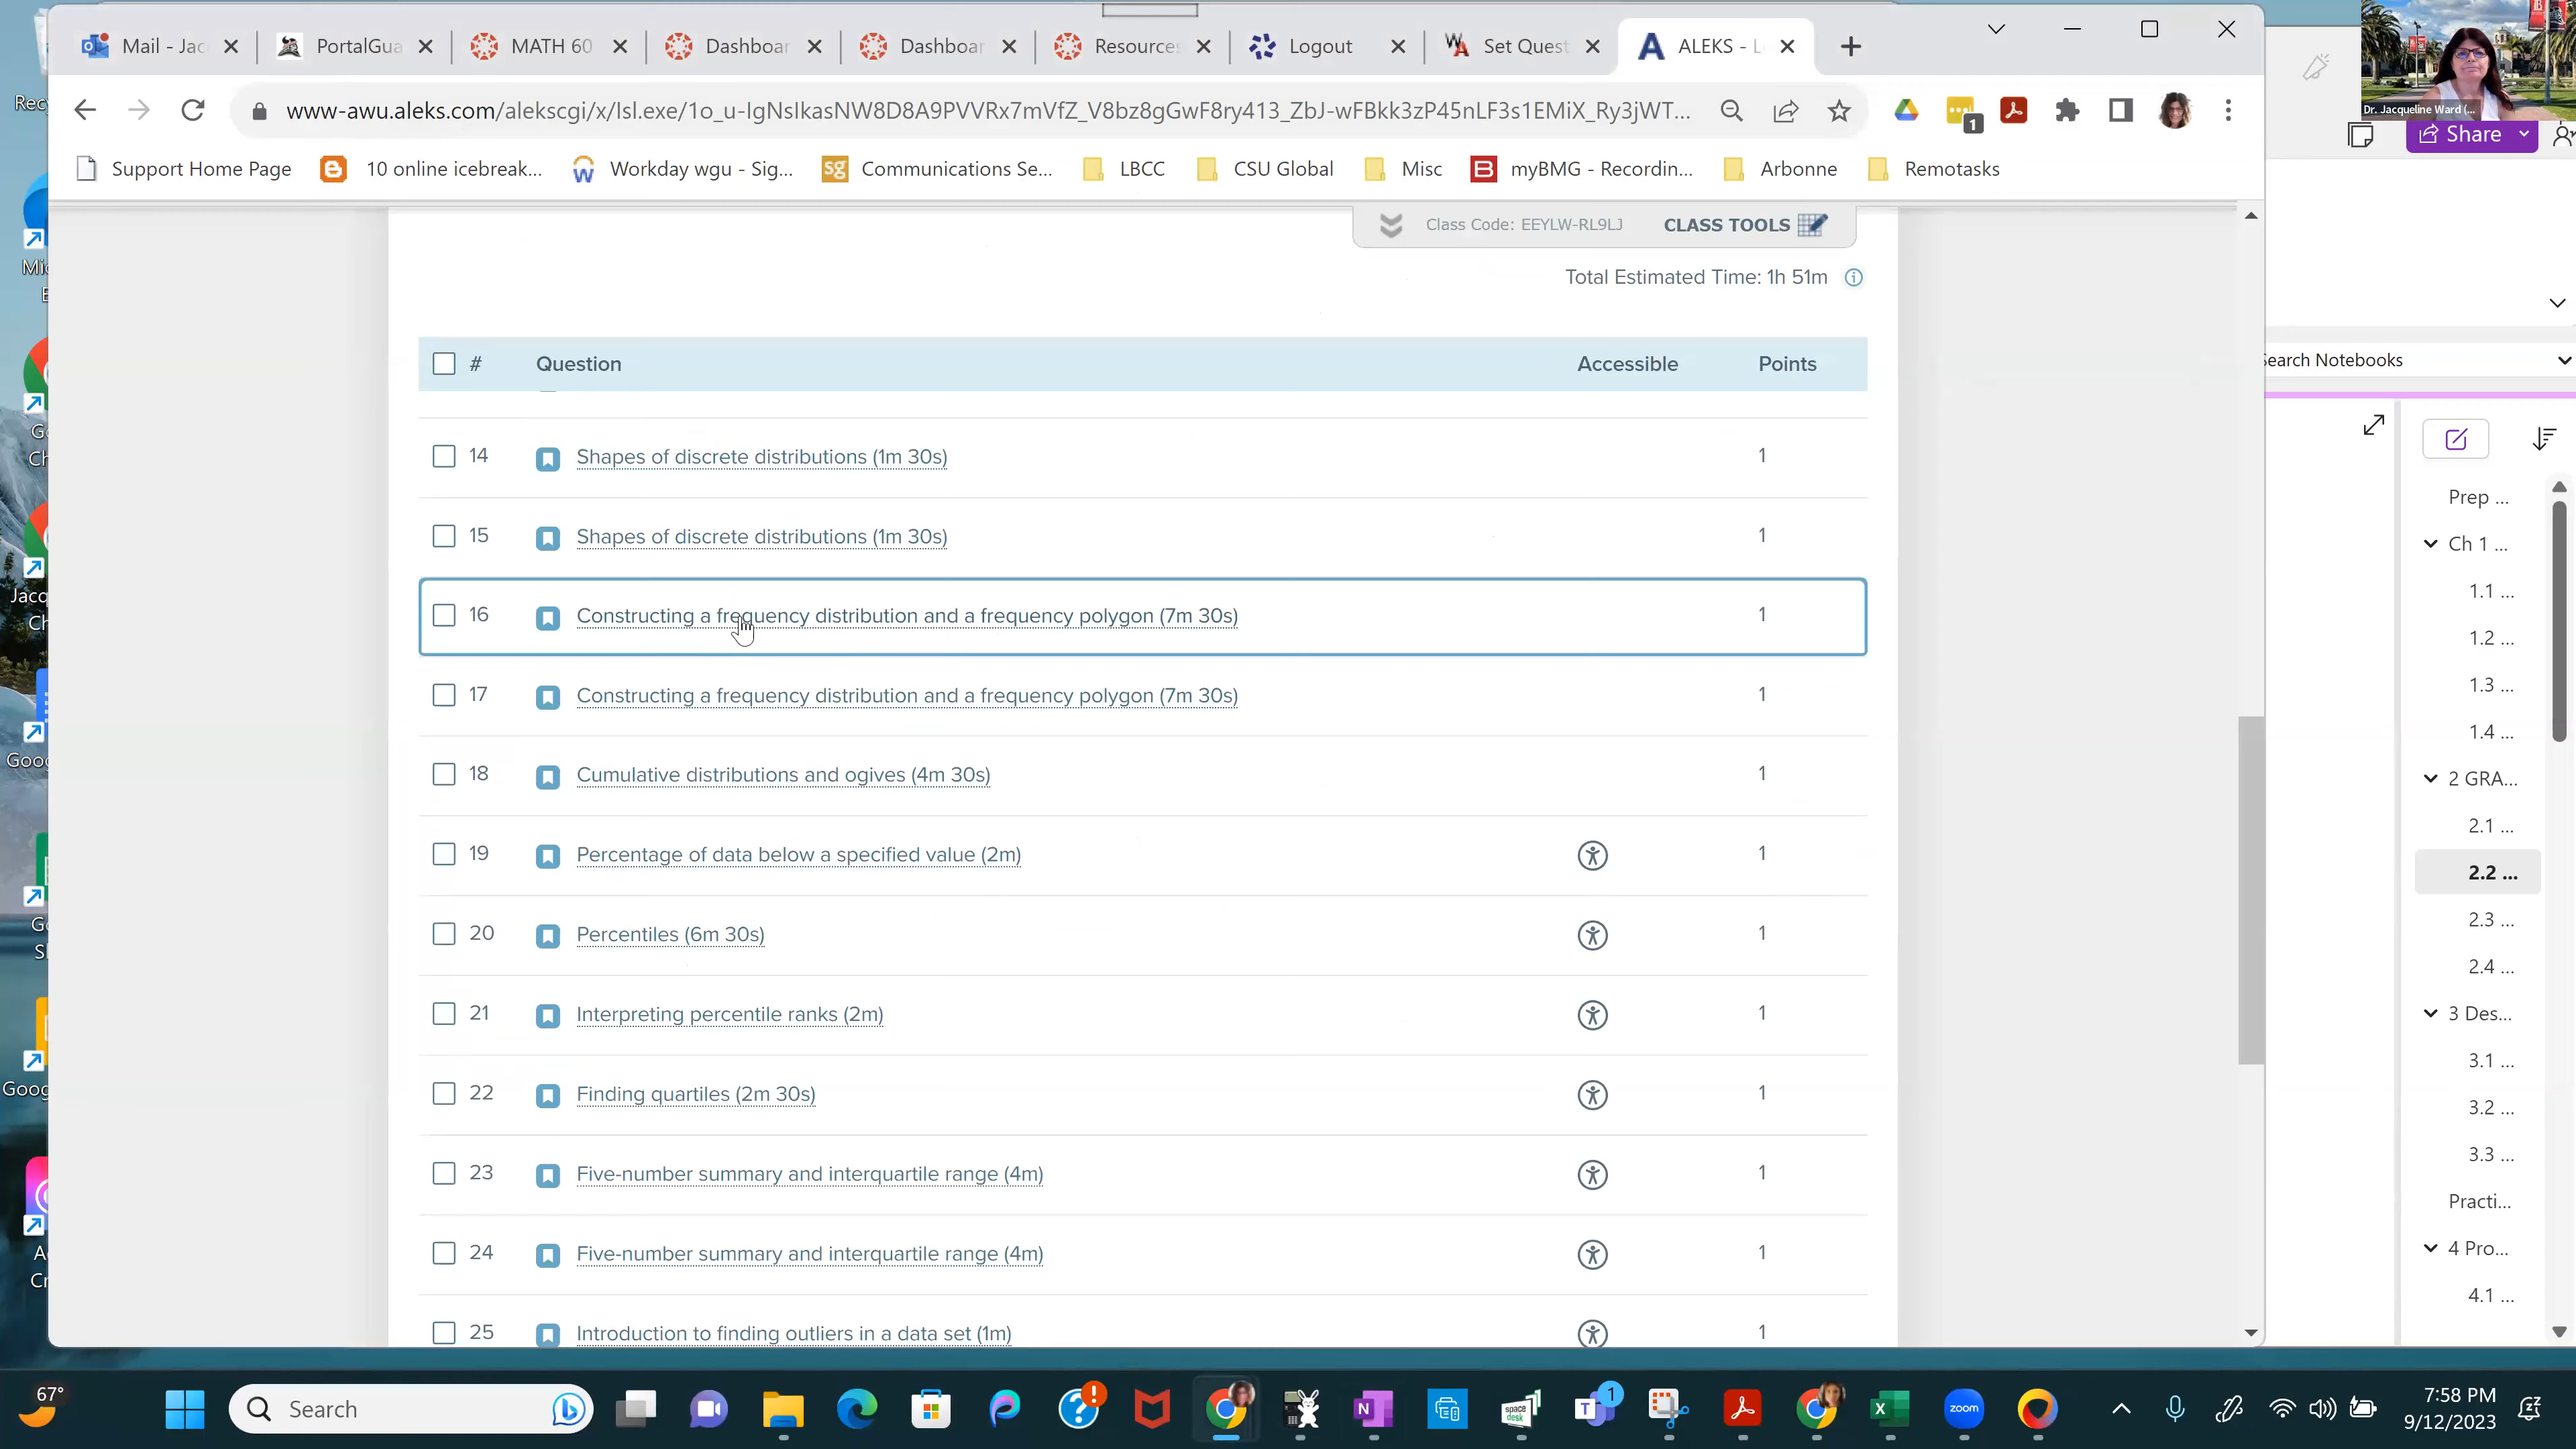 Mail - Jac
PortalGua
MATH 60
Dashboar
Dashboar
Resources
Logout
Set Quest
ALEKS - L
Dr. Jacqueline Ward (...
www-awu.aleks.com/alekscgi/x/Isl.exe/1o_u-IgNsIkasNW8D8A9PVVRx7mVfZ_V8bz8gGwF8ry413_ZbJ-wFBkk3zP45nLF3s1EMiX_Ry3jWT...
1
Share
Support Home Page
10 online icebreak...
Workday wgu - Sig...
Communications Se...
LBCC
CSU Global
Misc
myBMG - Recordin...
Arbonne
Remotasks
Class Code: EEYLW-RL9LJ
CLASS TOOLS
Total Estimated Time: 1h 51m
# Question Accessible Points
14 Shapes of discrete distributions (1m 30s) 1
15 Shapes of discrete distributions (1m 30s) 1
16 Constructing a frequency distribution and a frequency polygon (7m 30s) 1
17 Constructing a frequency distribution and a frequency polygon (7m 30s) 1
18 Cumulative distributions and ogives (4m 30s) 1
19 Percentage of data below a specified value (2m) 1
20 Percentiles (6m 30s) 1
21 Interpreting percentile ranks (2m) 1
22 Finding quartiles (2m 30s) 1
23 Five-number summary and interquartile range (4m) 1
24 Five-number summary and interquartile range (4m) 1
25 Introduction to finding outliers in a data set (1m) 1
Search Notebooks
Prep ...
Ch 1 ...
1.1 ...
1.2 ...
1.3 ...
1.4 ...
2 GRA...
2.1 ...
2.2 ...
2.3 ...
2.4 ...
3 Des...
3.1 ...
3.2 ...
3.3 ...
Practi...
4 Pro...
4.1 ...
67°
Search
space
desk
1
zoom
7:58 PM
9/12/2023